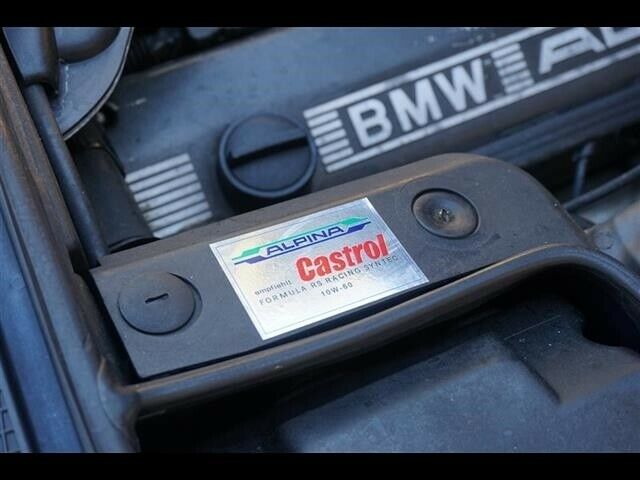 BMW AL
ALPINA
empfiehlt Castrol
FORMULA RS RACING SYNTEC
10W-60